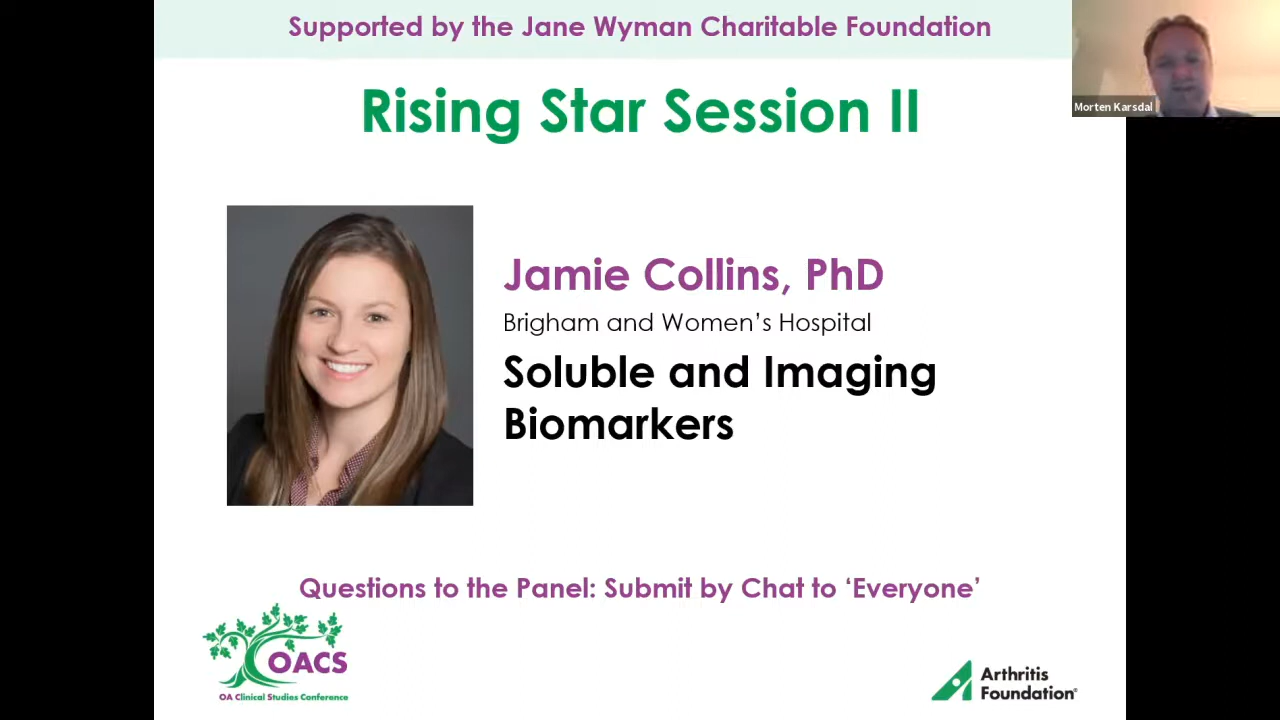 Supported by the Jane Wyman Charitable Foundation
Morten Karsdal
Rising Star Session II
Jamie Collins, PhD
Brigham and Women’s Hospital
Soluble and Imaging
Biomarkers
Questions to the Panel: Submit by Chat to ‘Everyone’
OACS
OA Clinical Studies Conference
Arthritis
Foundation®